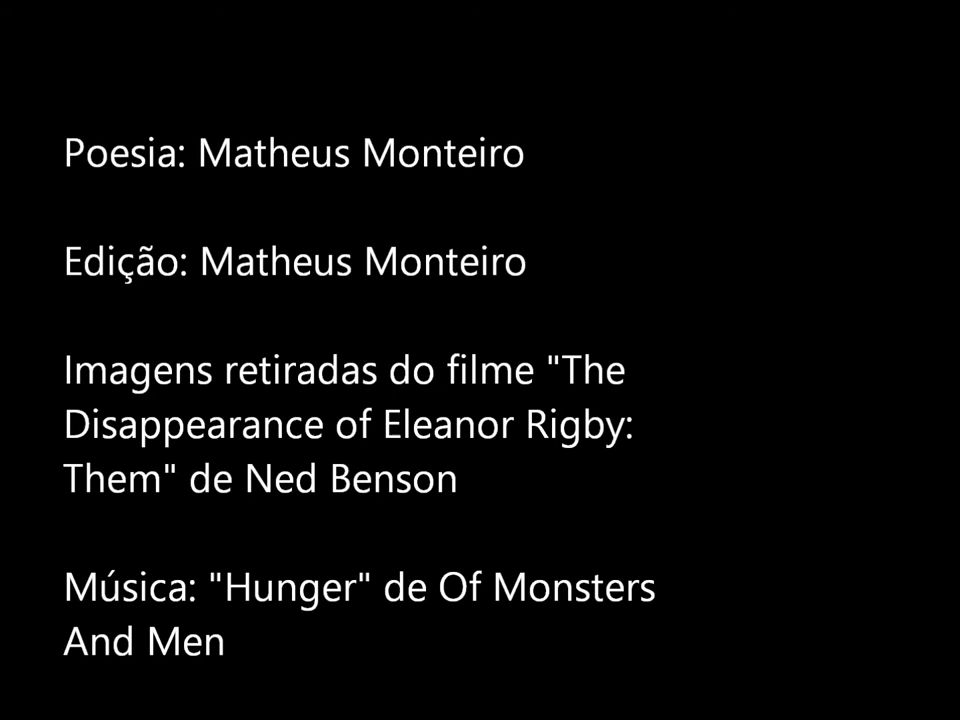 Poesia: Matheus Monteiro
Edição: Matheus Monteiro
Imagens retiradas do filme "The
Disappearance of Eleanor Rigby:
Them" de Ned Benson
Música: "Hunger" de Of Monsters
And Men